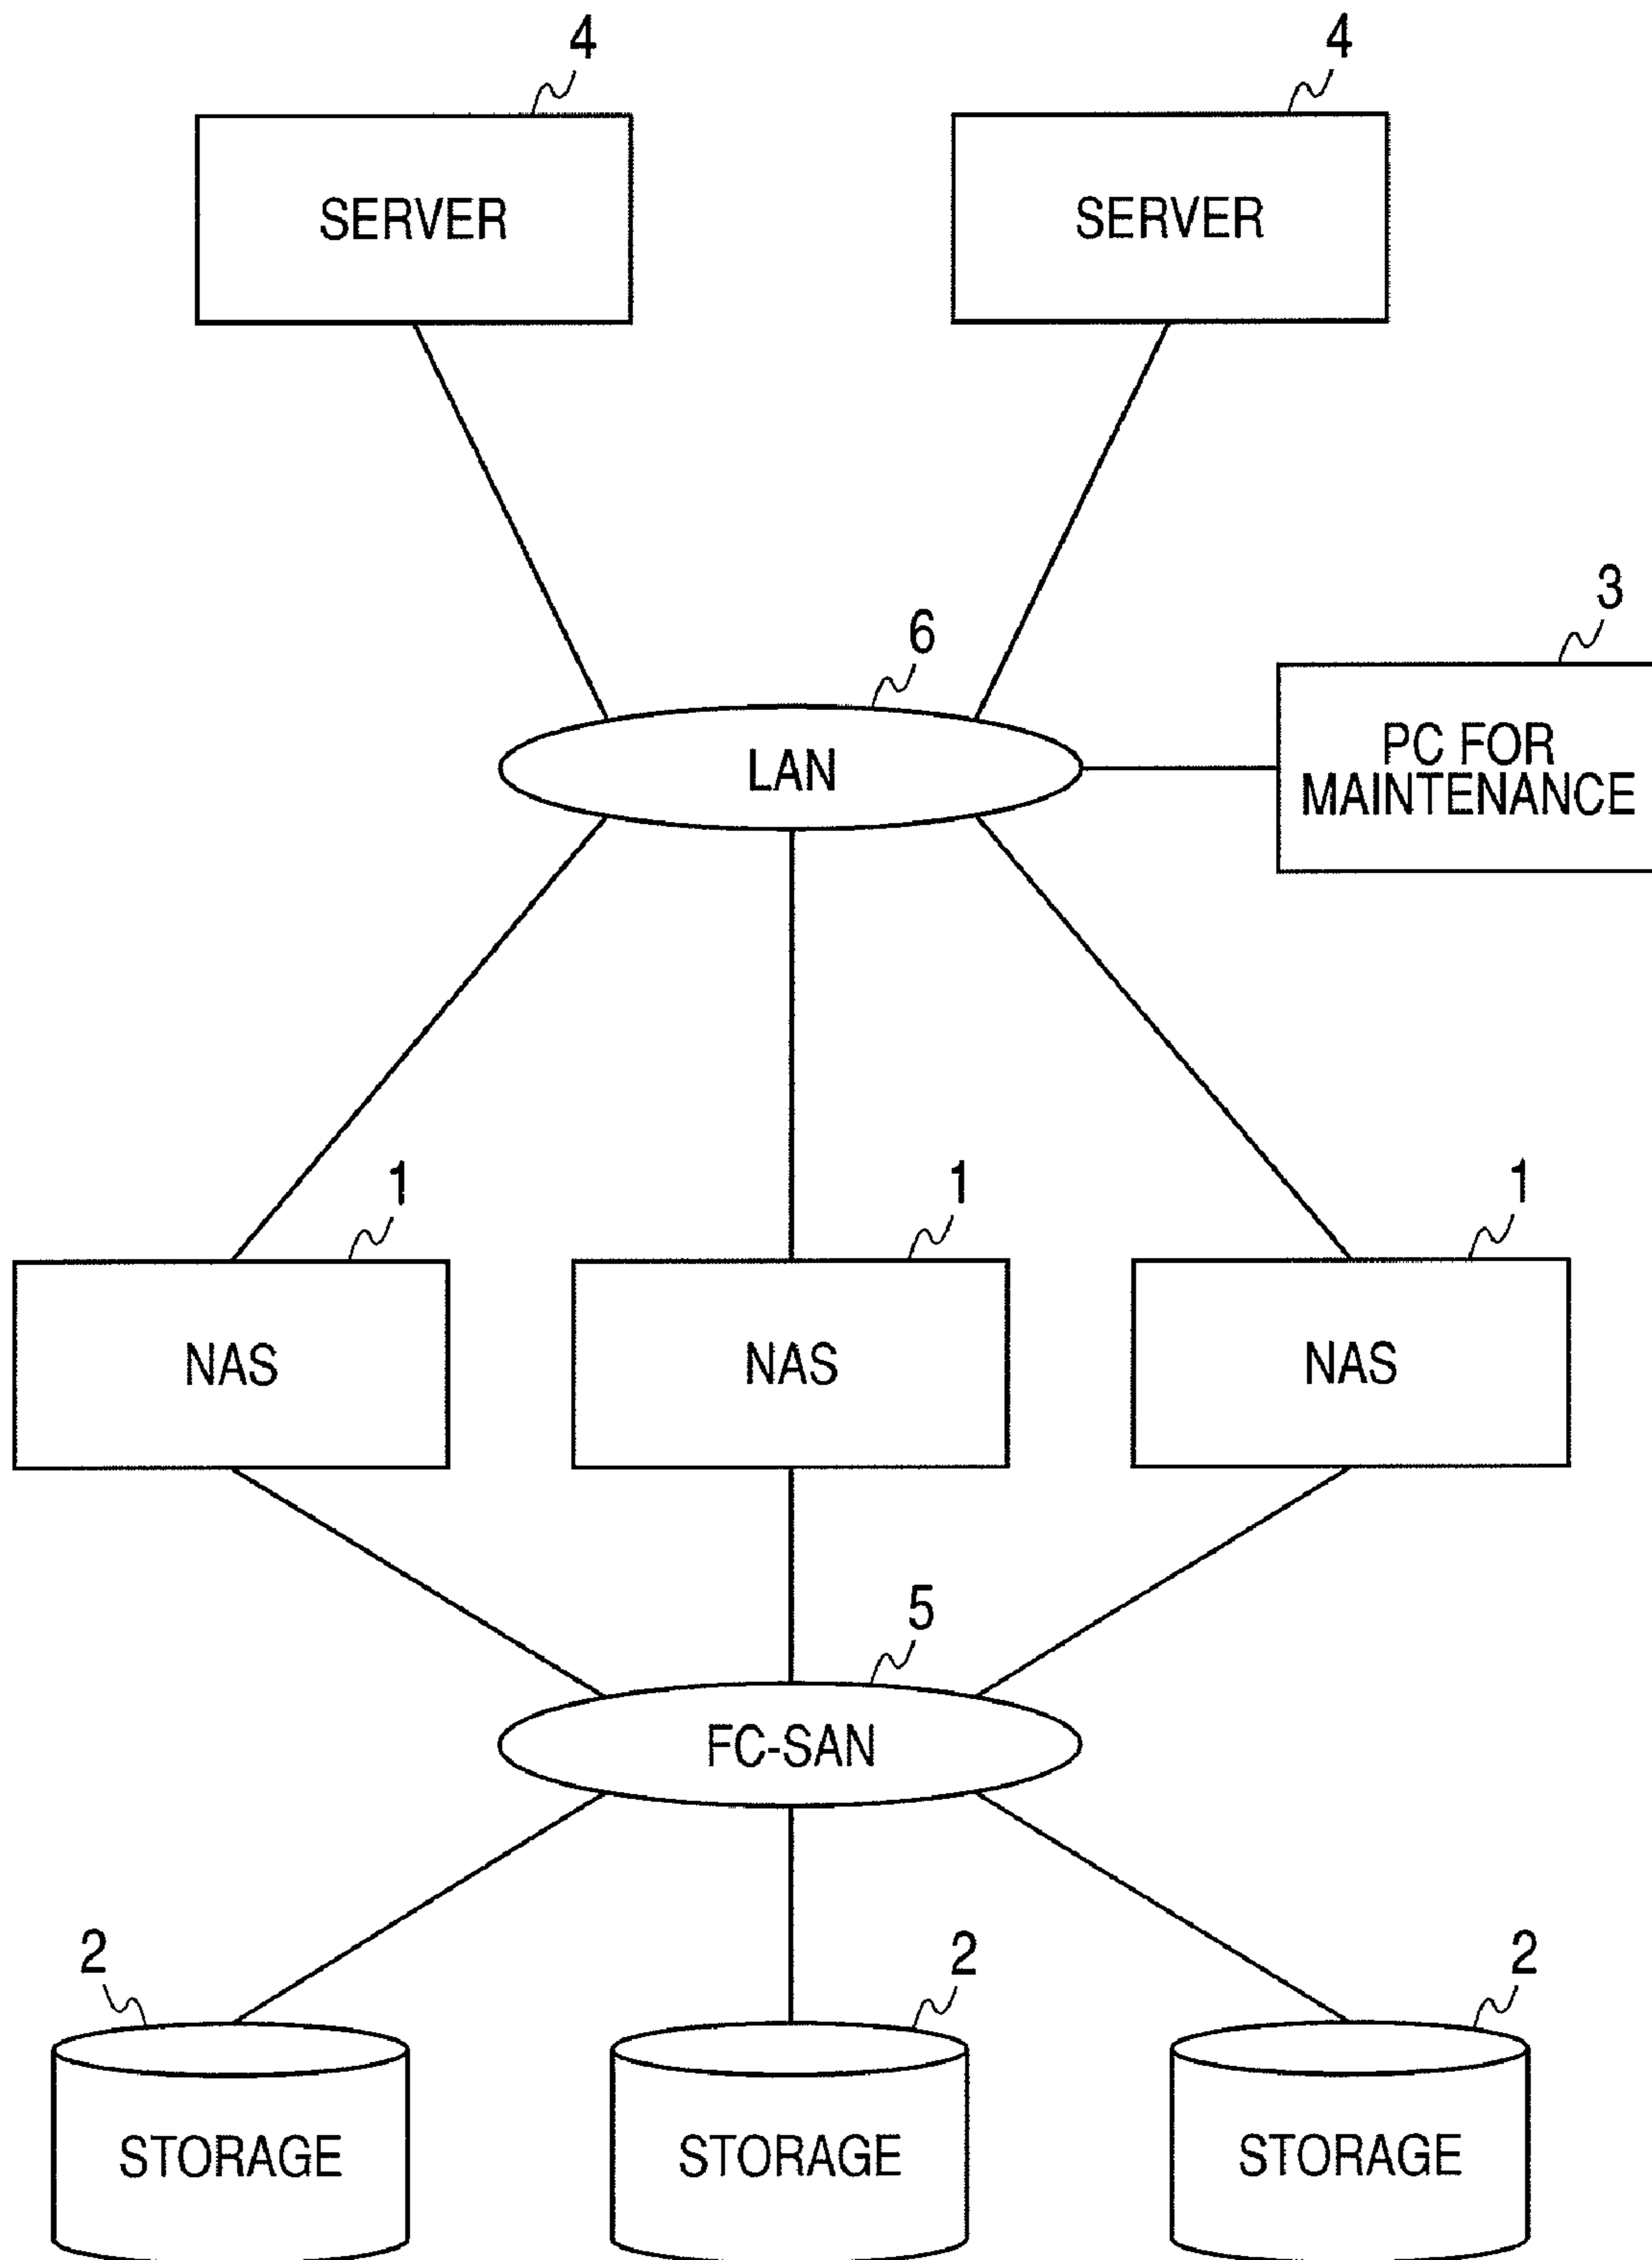 4
4
SERVER
SERVER
3
6
PC FOR
MAINTENANCE
LAN
1
1
1
NAS
NAS
NAS
5
FC-SAN
2
2
2
STORAGE
STORAGE
STORAGE